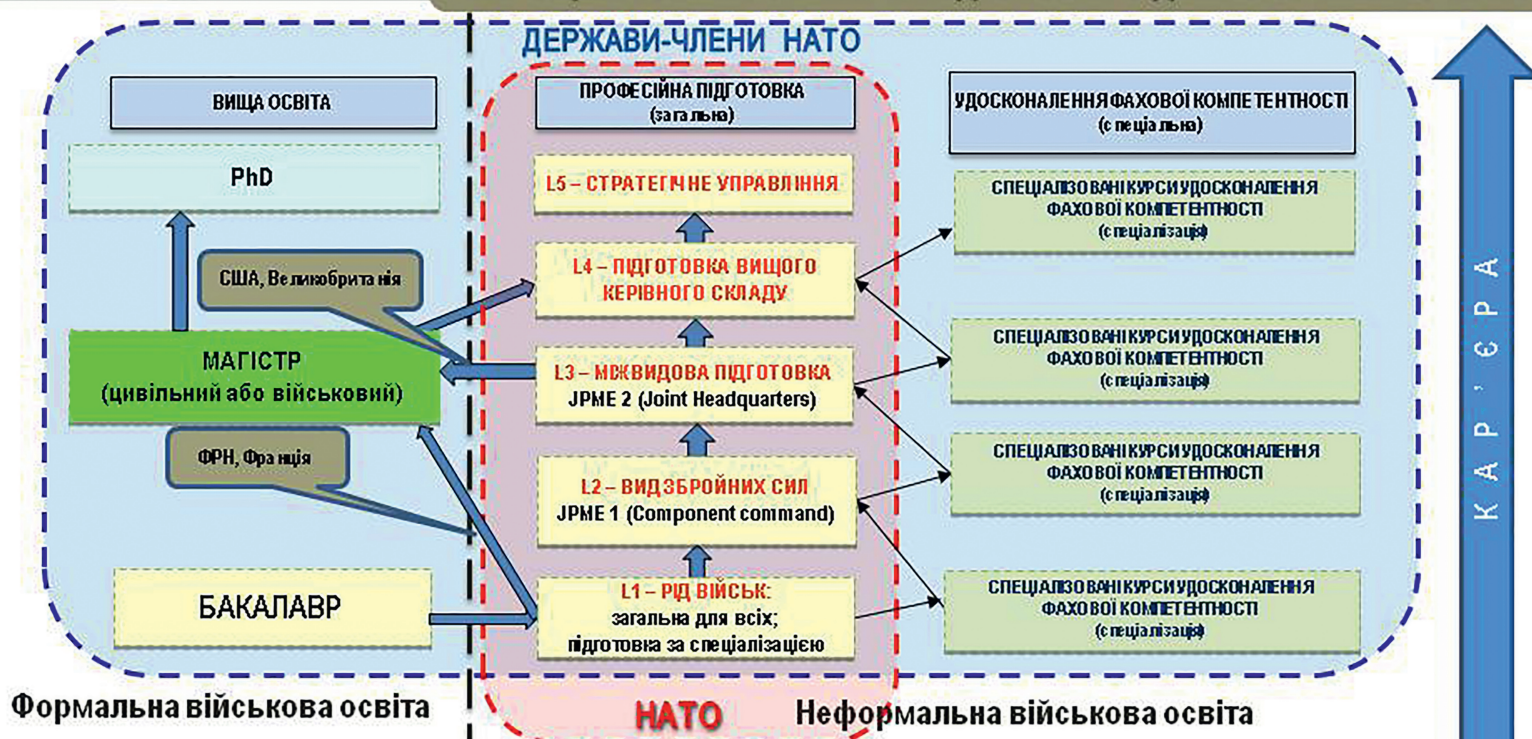 ДЕРЖАВИ-ЧЛЕНИ НАТО
ВИЩА ОСВІТА
ПРОФЕСІЙНА ПІДГОТОВКА
(загальна)
УДОСКОНАЛЕННЯ ФАХОВОЇ КОМПЕТЕНТНОСТІ
(спеціальна)
PhD
L5 – СТРАТЕГІЧНЕ УПРАВЛІННЯ
СПЕЦІАЛІЗОВАНІ КУРСИ УДОСКОНАЛЕННЯ
ФАХОВОЇ КОМПЕТЕНТНОСТІ
(спеціалізація)
США, Великобританія
L4 – ПІДГОТОВКА ВИЩОГО
КЕРІВНОГО СКЛАДУ
МАГІСТР
(цивільний або військовий)
L3 – МІЖВИДОВА ПІДГОТОВКА
JPME 2 (Joint Headquarters)
СПЕЦІАЛІЗОВАНІ КУРСИ УДОСКОНАЛЕННЯ
ФАХОВОЇ КОМПЕТЕНТНОСТІ
(спеціалізація)
ФРН, Франція
L2 – ВИД ЗБРОЙНИХ СИЛ
JPME 1 (Component command)
СПЕЦІАЛІЗОВАНІ КУРСИ УДОСКОНАЛЕННЯ
ФАХОВОЇ КОМПЕТЕНТНОСТІ
(спеціалізація)
БАКАЛАВР
L1 – РІД ВІЙСЬК:
загальна для всіх;
підготовка за спеціалізацією
СПЕЦІАЛІЗОВАНІ КУРСИ УДОСКОНАЛЕННЯ
ФАХОВОЇ КОМПЕТЕНТНОСТІ
(спеціалізація)
КАР'ЄРА
Формальна військова освіта
НАТО
Неформальна військова освіта